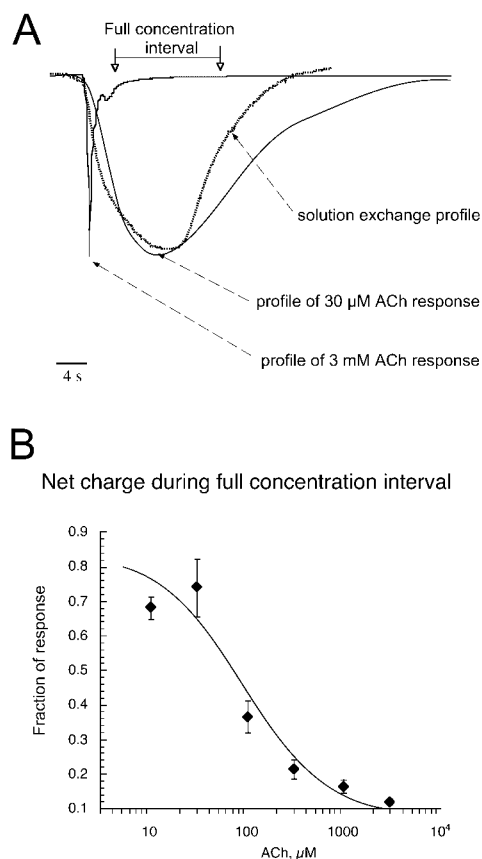 A
Full concentration
interval
solution exchange profile
profile of 30 µM ACh response
profile of 3 mM ACh response
4 s
B
Net charge during full concentration interval
Fraction of response
0.9
0.8
0.7
0.6
0.5
0.4
0.3
0.2
0.1
10
100
1000
10⁴
ACh, µM